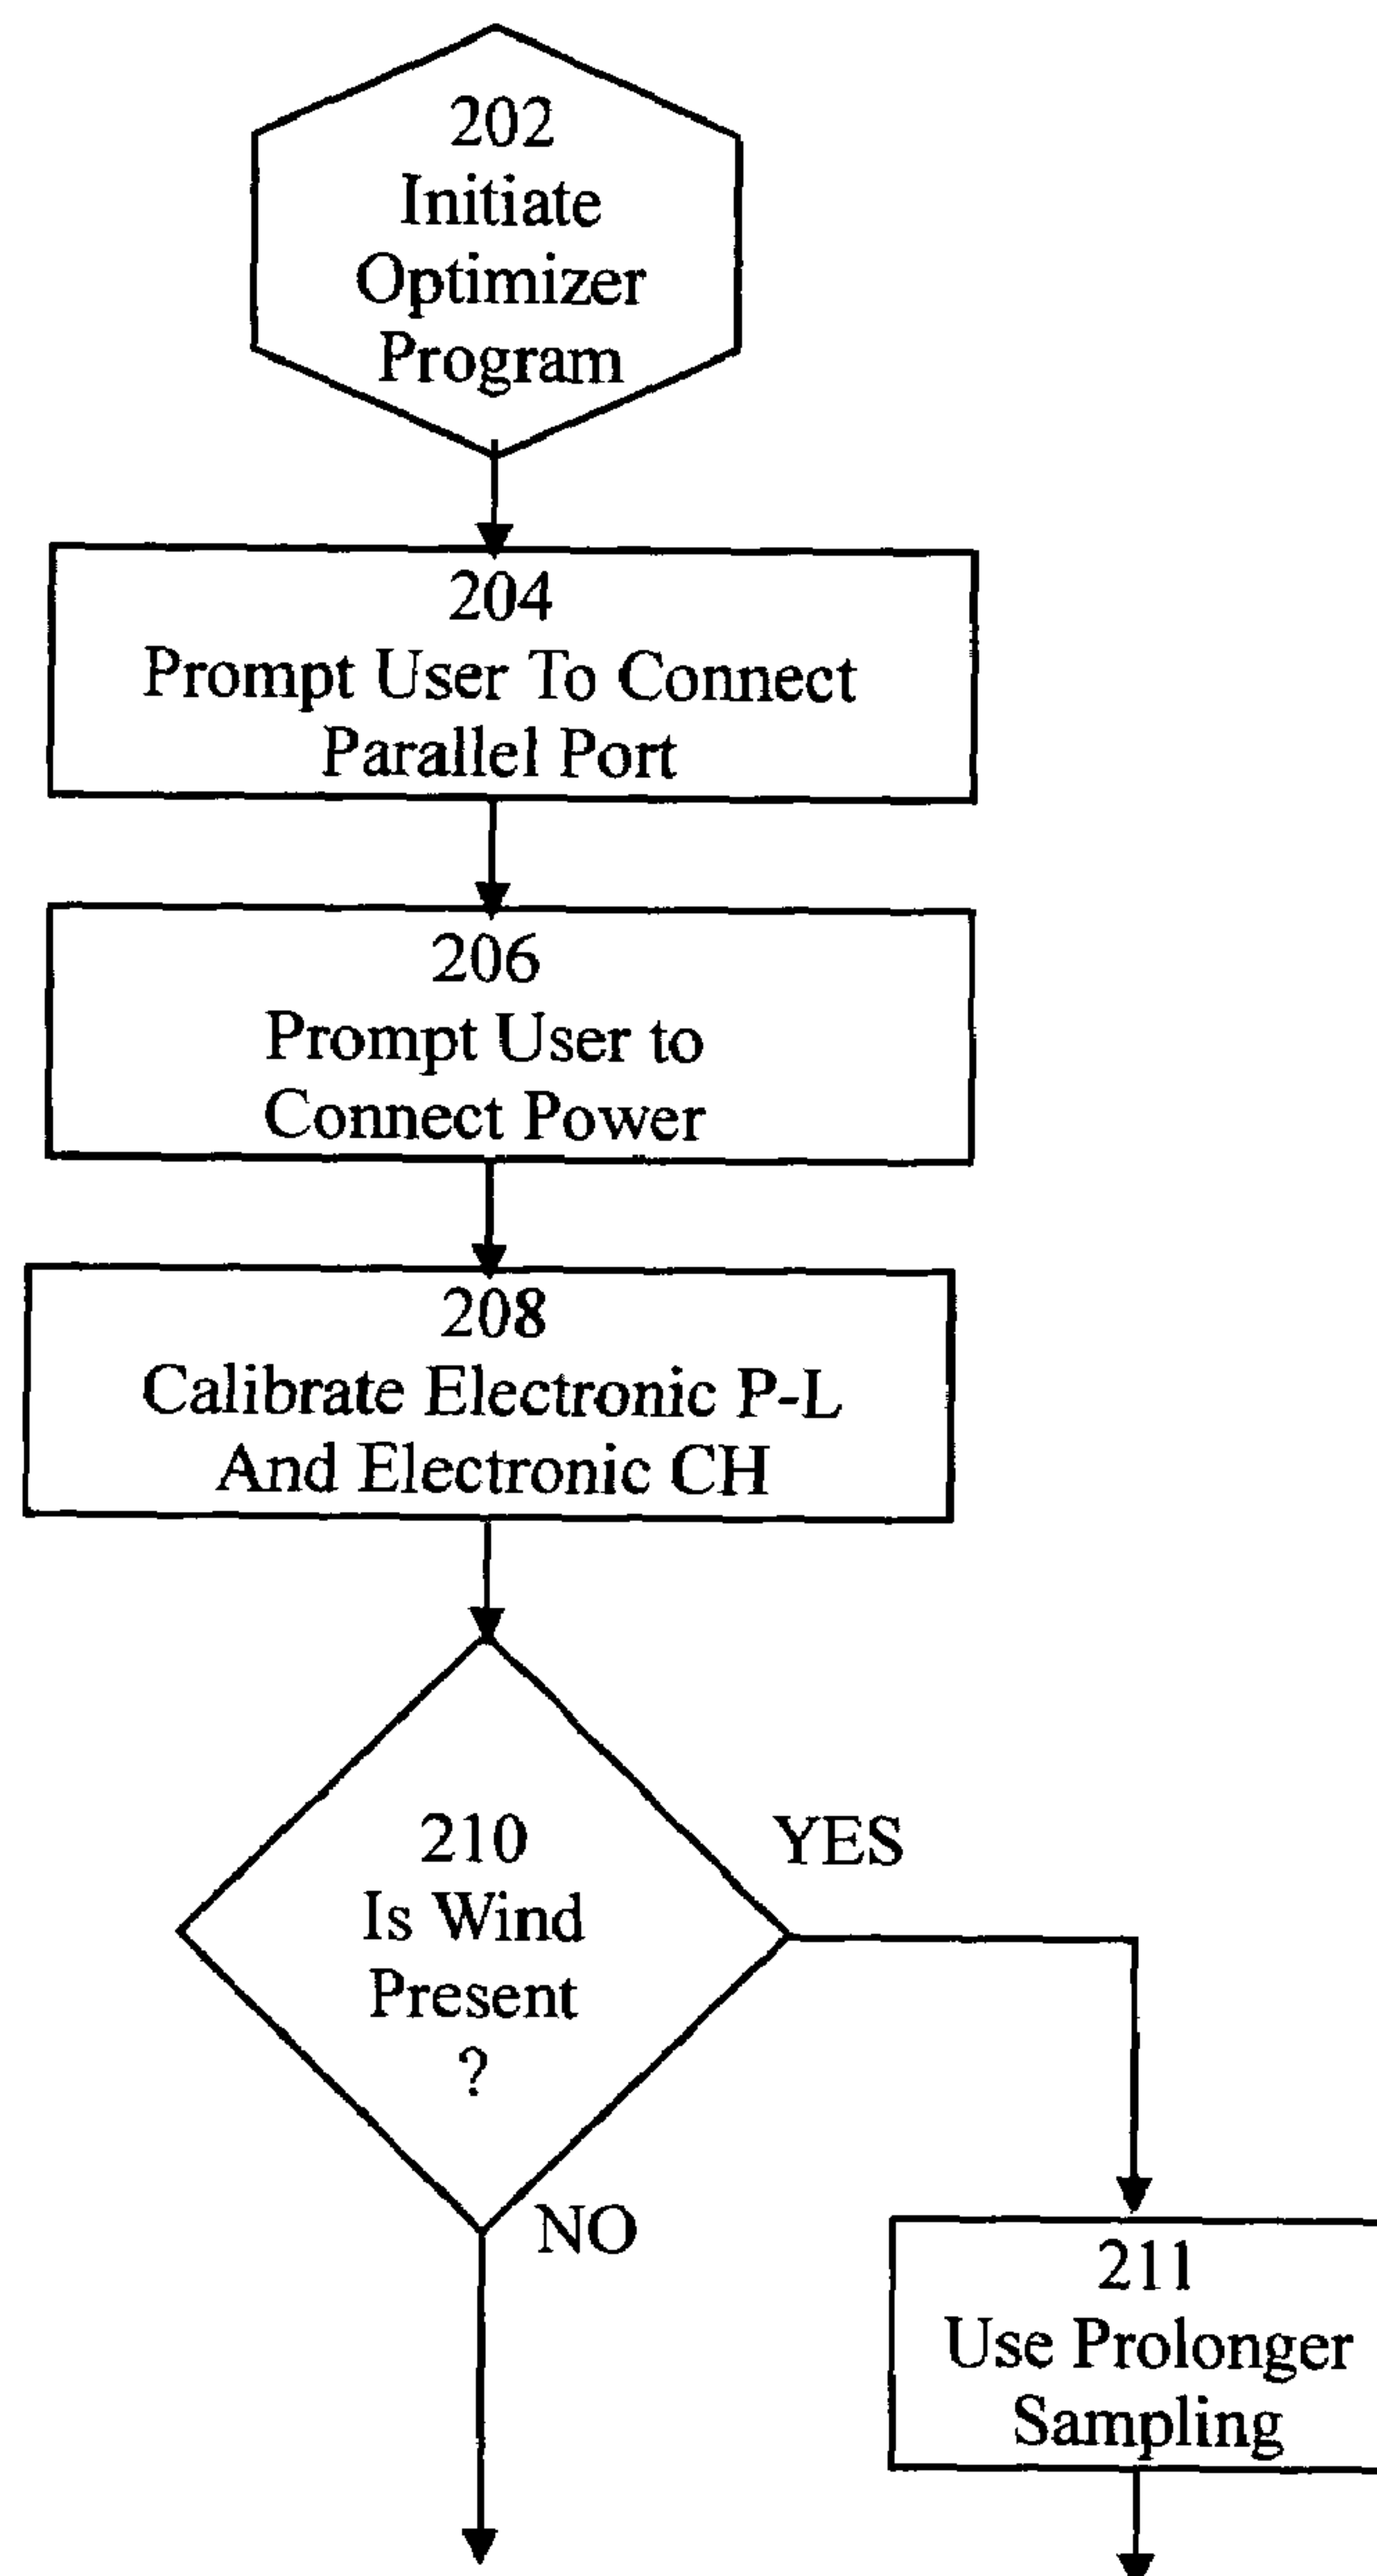 202
Initiate
Optimizer
Program
204
Prompt User To Connect
Parallel Port
206
Prompt User to
Connect Power
208
Calibrate Electronic P-L
And Electronic CH
210
Is Wind
Present
?
YES
NO
211
Use Prolonger
Sampling